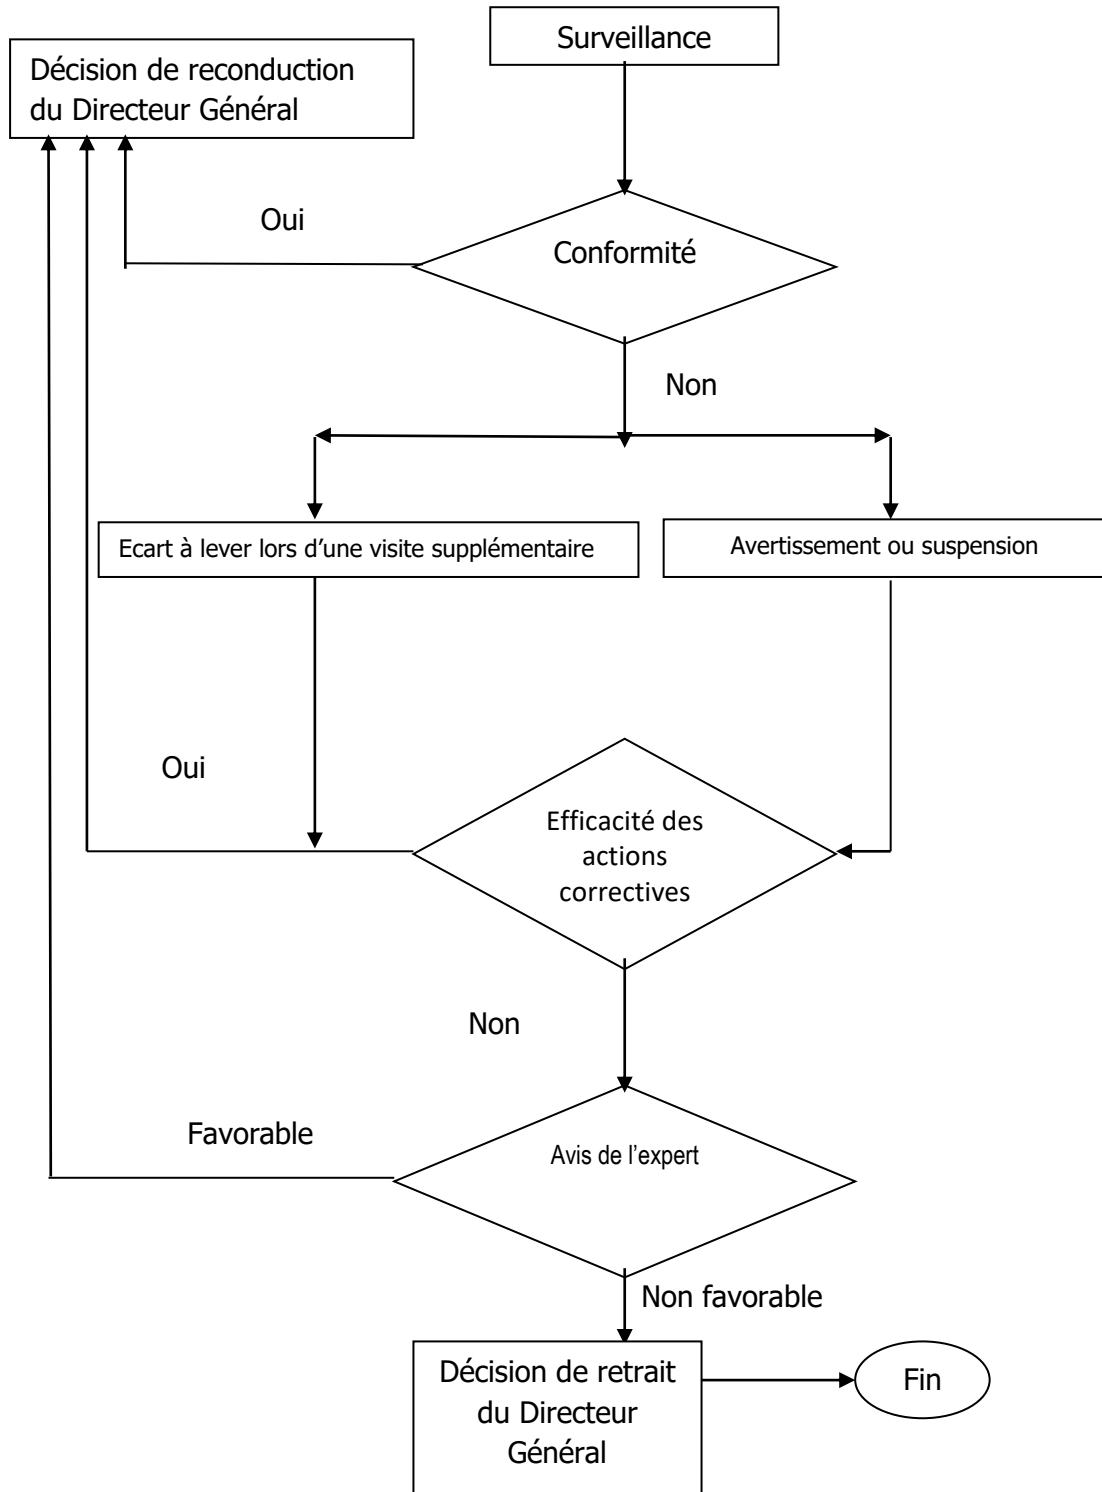 Surveillance
Décision de reconduction
du Directeur Général
Oui
Conformité
Non
Ecart à lever lors d’une visite supplémentaire
Avertissement ou suspension
Oui
Efficacité des
actions
correctives
Non
Favorable
Avis de l’expert
Non favorable
Décision de retrait
du Directeur
Général
Fin